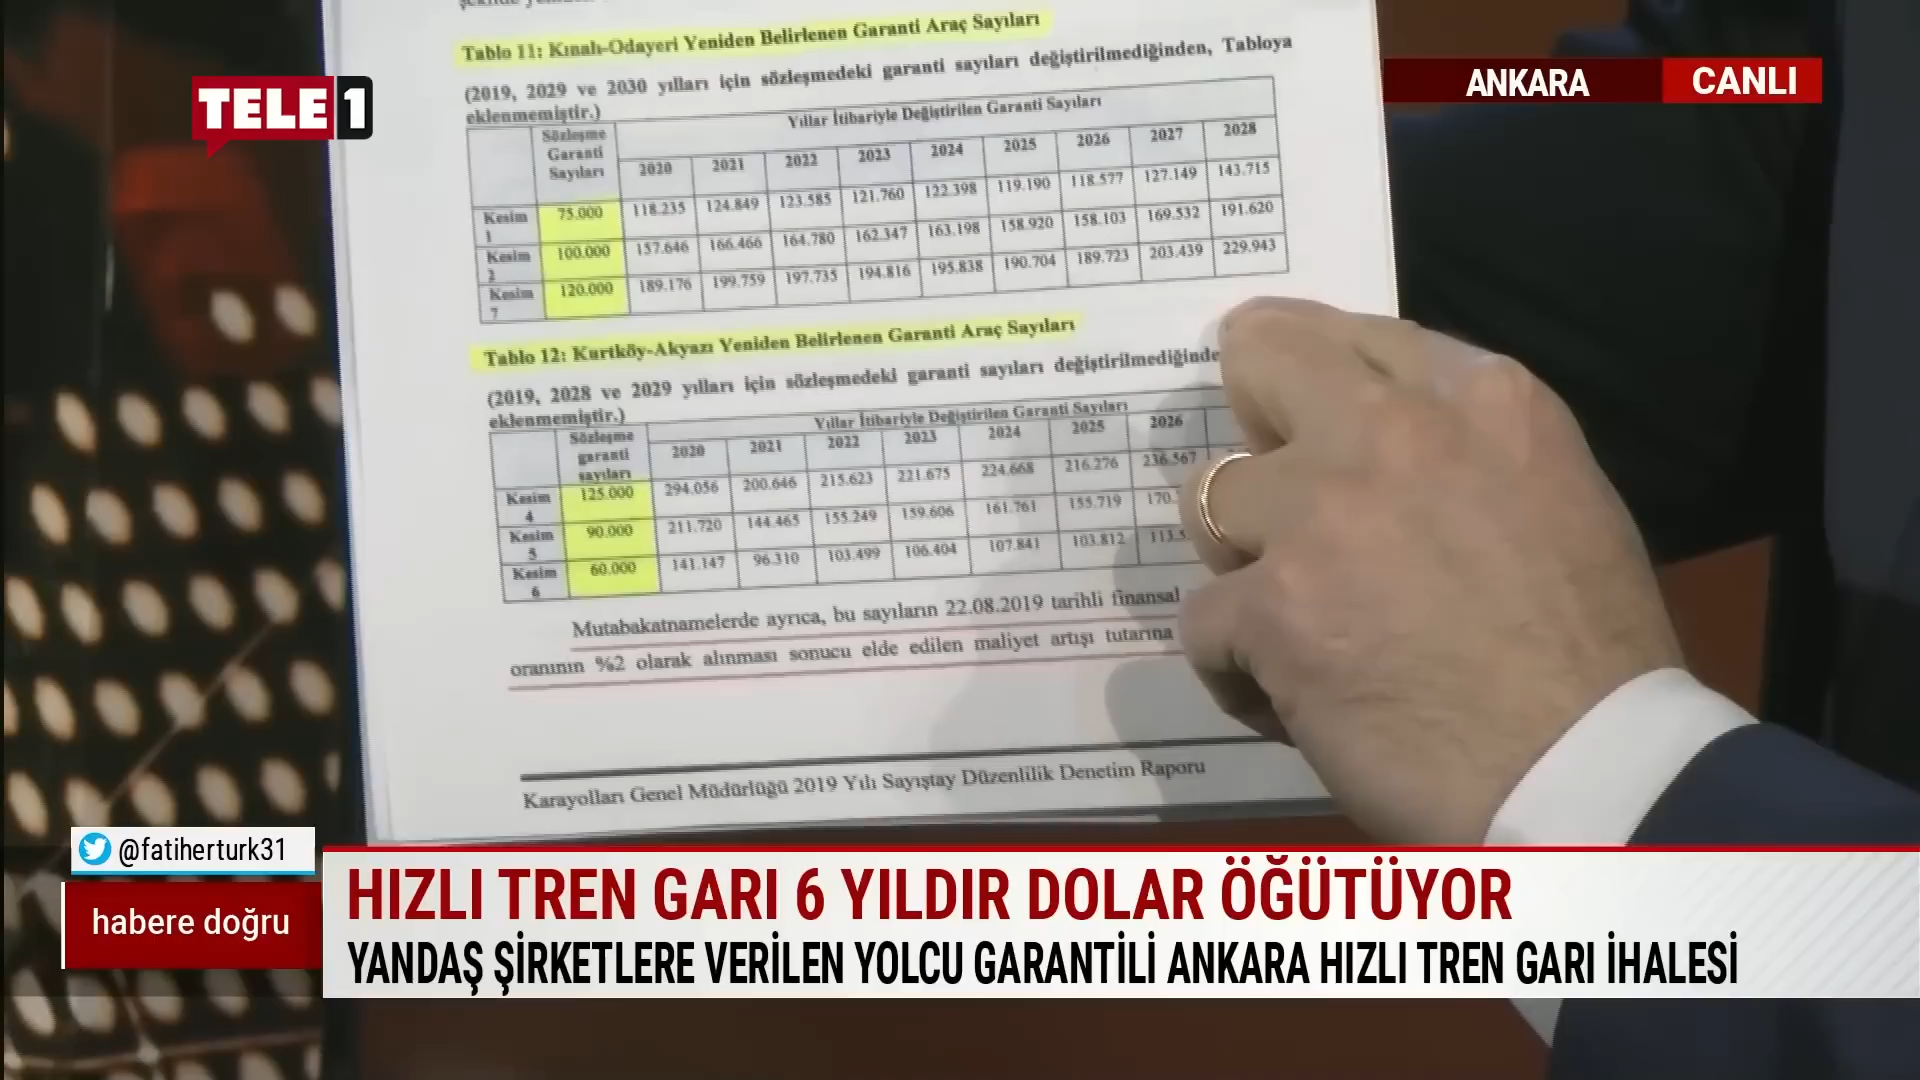 Tablo 11: Kınalı-Odayeri Yeniden Belirlenen Garanti Araç Sayıları
(2019, 2029 ve 2030 yılları için sözleşmedeki garanti sayıları değiştirilmediğinden, Tabloya
eklenmemiştir.)
Sözleşme Garanti Sayıları
Yıllar İtibariyle Değiştirilen Garanti Sayıları
2020 2021 2022 2023 2024 2025 2026 2027 2028
Kesim 1 75.000 118.235 124.849 123.585 121.760 122.398 119.190 118.577 127.149 143.715
Kesim 2 100.000 157.646 166.466 164.780 162.347 163.198 158.920 158.103 169.532 191.620
Kesim 7 120.000 189.176 199.759 197.735 194.816 195.838 190.704 189.723 203.439 229.943
Tablo 12: Kurtköy-Akyazı Yeniden Belirlenen Garanti Araç Sayıları
(2019, 2028 ve 2029 yılları için sözleşmedeki garanti sayıları değiştirilmediğinde
eklenmemiştir.)
Sözleşme garanti sayıları
Yıllar İtibariyle Değiştirilen Garanti Sayıları
2020 2021 2022 2023 2024 2025 2026
Kesim 4 125.000 294.056 200.646 215.623 221.675 224.668 216.276 236.567
Kesim 5 90.000 211.720 144.465 155.249 159.606 161.761 155.719 170.
Kesim 6 60.000 141.147 96.310 103.499 106.404 107.841 103.812 113.5
Mutabakatnamelerde ayrıca, bu sayıların 22.08.2019 tarihli finansal
oranının %2 olarak alınması sonucu elde edilen maliyet artışı tutarına
Karayolları Genel Müdürlüğü 2019 Yılı Sayıştay Düzenlilik Denetim Raporu
TELE1
ANKARA CANLI
@fatiherturk31
habere doğru
HIZLI TREN GARI 6 YILDIR DOLAR ÖĞÜTÜYOR
YANDAŞ ŞİRKETLERE VERİLEN YOLCU GARANTİLİ ANKARA HIZLI TREN GARI İHALESİ